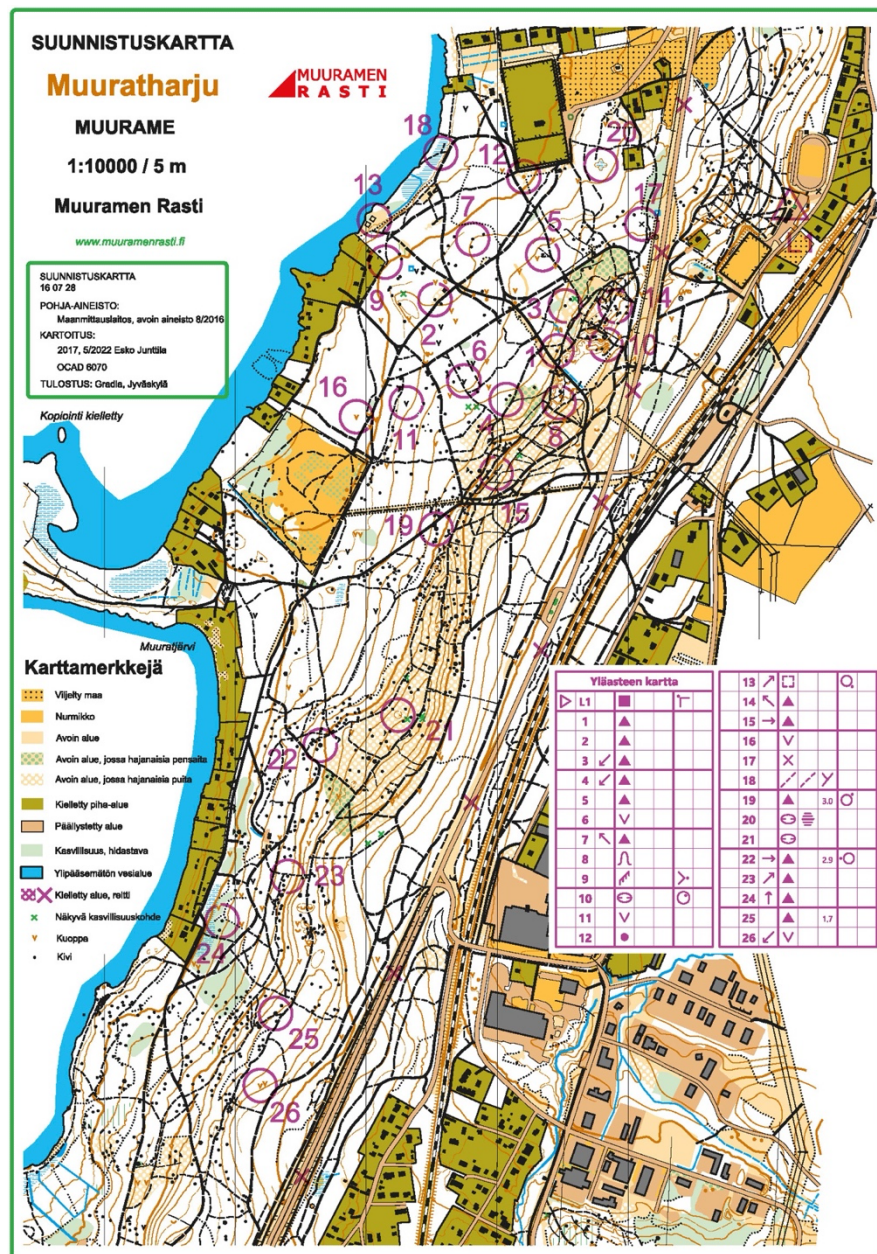 SUUNNISTUSKARTTA
Muuratharju
MUURAME
1:10000 / 5 m
Muuramen Rasti
www.muuramenrasti.fi
MUURAMEN
RASTI
SUUNNISTUSKARTTA
16 07 28
POHJA-AINEISTO:
Maanmittauslaitos, avoin aineisto 8/2016
KARTOITUS:
2017, 5/2022 Esko Junttila
OCAD 6070
TULOSTUS: Gradia, Jyväskylä
Kopiointi kielletty
18
12
20
13
7
5
17
9
2
3
14
1
10
6
16
11
4
8
15
19
Muuratjärvi
21
22
23
24
25
26
Karttamerkkejä
Viljelty maa
Nurmikko
Avoin alue
Avoin alue, jossa hajanaisia pensaita
Avoin alue, jossa hajanaisia puita
Kielletty piha-alue
Päällystetty alue
Kasvillisuus, hidastava
Ylipääsemätön vesialue
Kielletty alue, reitti
Näkyvä kasvillisuuskohde
Kuoppa
Kivi
Yläasteen kartta
L1
1
2
3
4
5
6
7
8
9
10
11
12
13
14
15
16
17
18
19 3.0
20
21
22 2.9
23
24
25 1.7
26